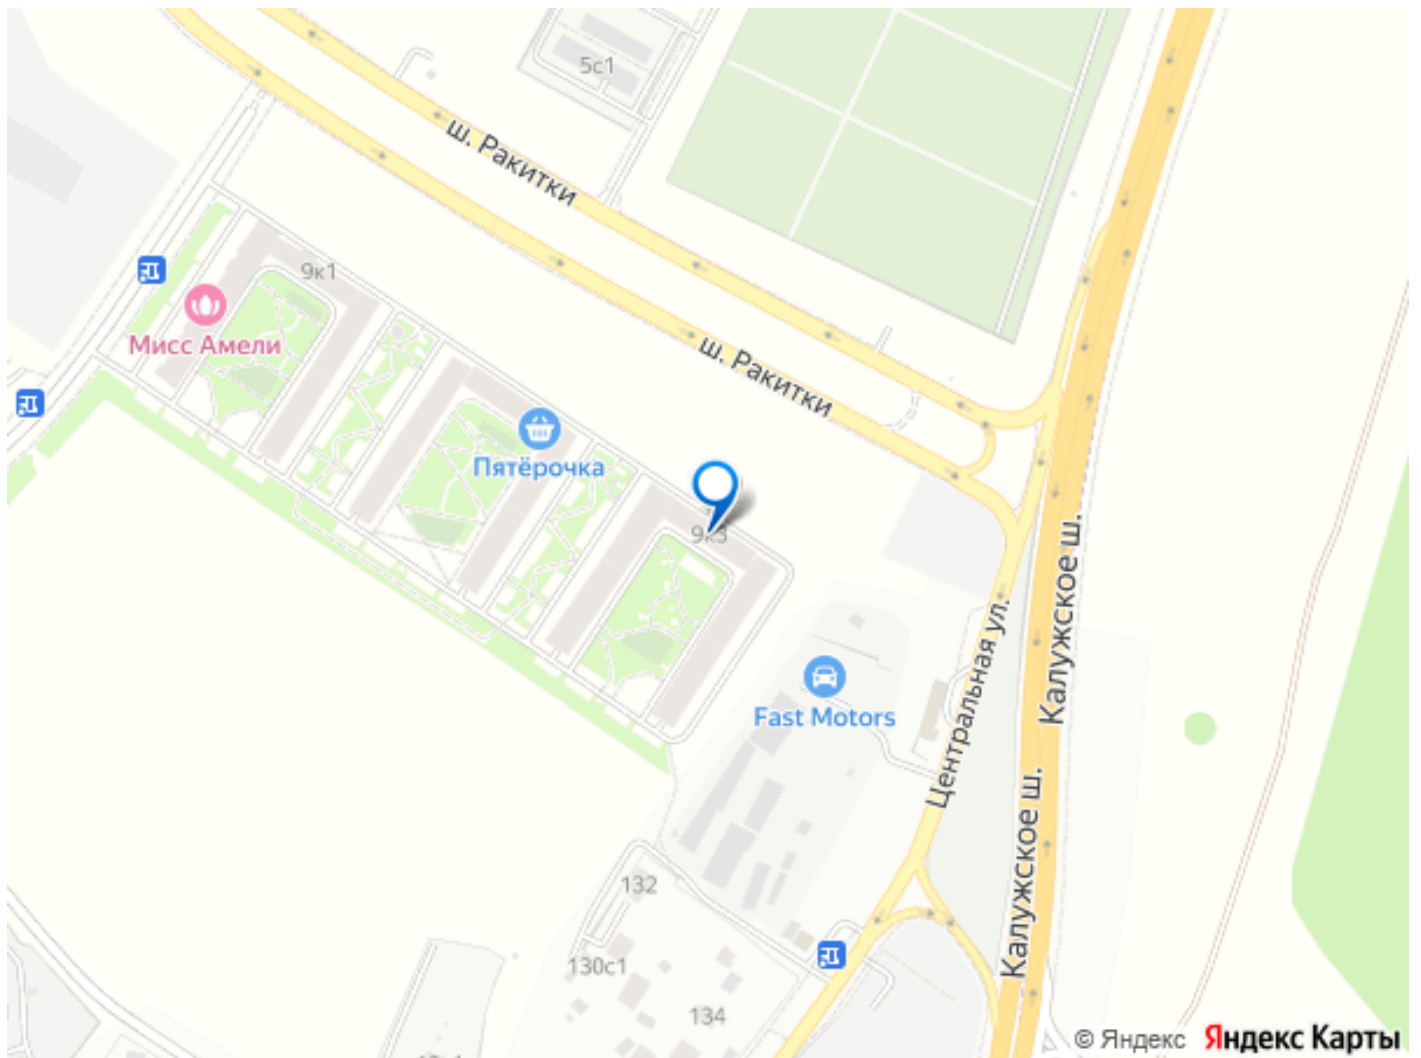 5с1
ш. Ракитки
9к1
Мисс Амели
ш. Ракитки
Пятёрочка
9к3
Калужское ш.
Центральная ул.
Fast Motors
Калужское ш.
132
130с1
134
© Яндекс Яндекс Карты